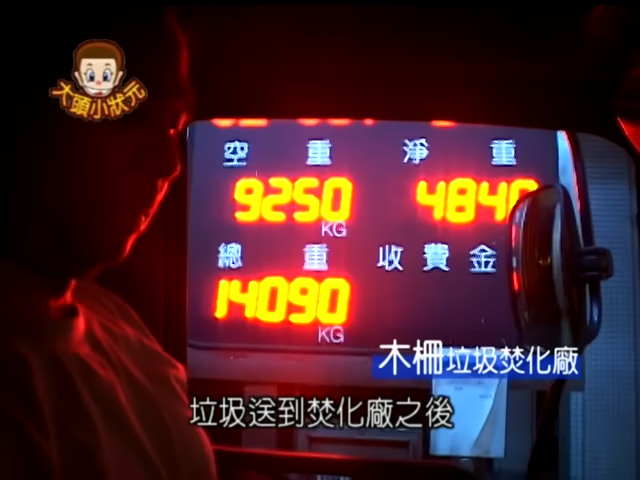 大頭小狀元
空重 淨重
9250 4840
KG
總重 收費金
14090
KG
木柵垃圾焚化廠
垃圾送到焚化廠之後